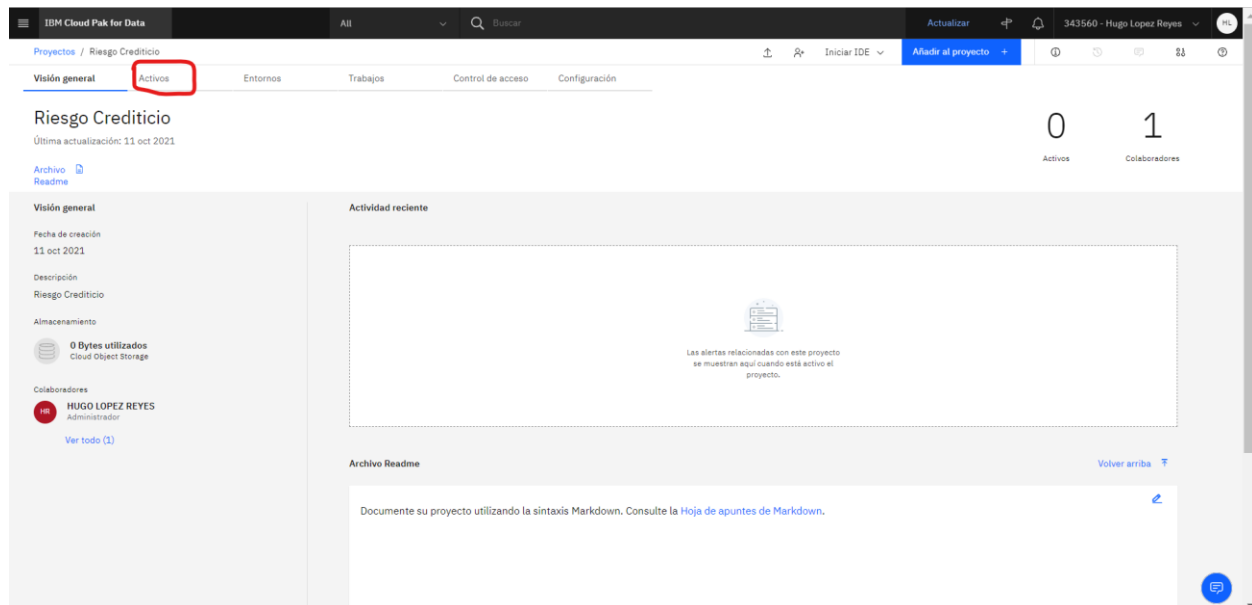 IBM Cloud Pak for Data
All
Buscar
Actualizar
343560 - Hugo Lopez Reyes
HL
Proyectos / Riesgo Crediticio
Iniciar IDE
Añadir al proyecto +
Visión general
Activos
Entornos
Trabajos
Control de acceso
Configuración
Riesgo Crediticio
Última actualización: 11 oct 2021
Archivo
Readme
0
Activos
1
Colaboradores
Visión general
Fecha de creación
11 oct 2021
Descripción
Riesgo Crediticio
Almacenamiento
0 Bytes utilizados
Cloud Object Storage
Colaboradores
HR
HUGO LOPEZ REYES
Administrador
Ver todo (1)
Actividad reciente
Las alertas relacionadas con este proyecto
se muestran aquí cuando está activo el
proyecto.
Archivo Readme
Volver arriba
Documente su proyecto utilizando la sintaxis Markdown. Consulte la Hoja de apuntes de Markdown.